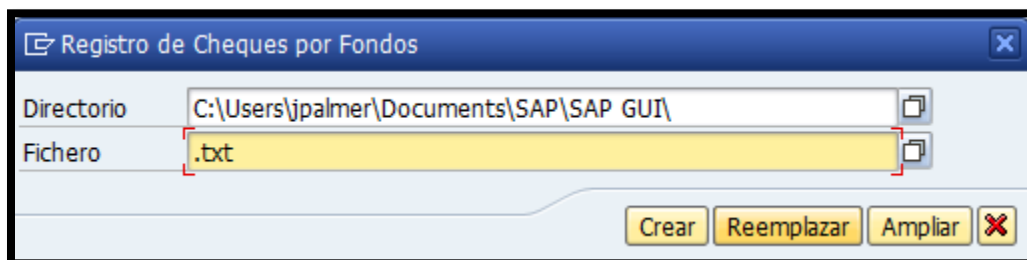 Registro de Cheques por Fondos
Directorio C:\Users\jpalmer\Documents\SAP\SAP GUI\
Fichero .txt
Crear Reemplazar Ampliar